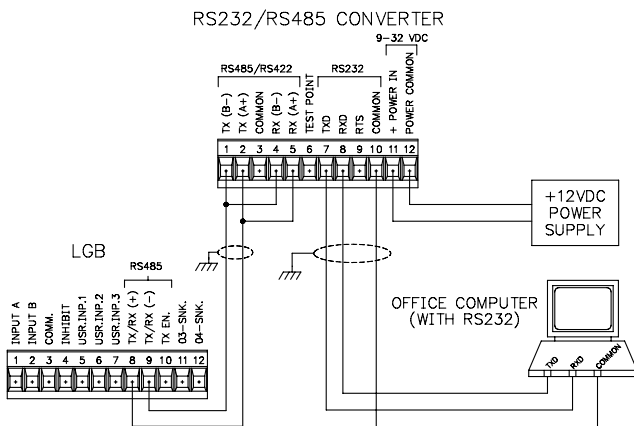 RS232/RS485 CONVERTER
9-32 VDC
RS485/RS422
RS232
TX (B-)
TX (A+)
COMMON
RX (B-)
RX (A+)
TEST POINT
TXD
RXD
RTS
COMMON
+ POWER IN
POWER COMMON
1 2 3 4 5 6 7 8 9 10 11 12
+12VDC
POWER
SUPPLY
LGB
RS485
INPUT A
INPUT B
COMM.
INHIBIT
USR.INP.1
USR.INP.2
USR.INP.3
TX/RX (+)
TX/RX (-)
TX EN.
O3-SNK.
O4-SNK.
1 2 3 4 5 6 7 8 9 10 11 12
OFFICE COMPUTER
(WITH RS232)
TXD
RXD
COMMON